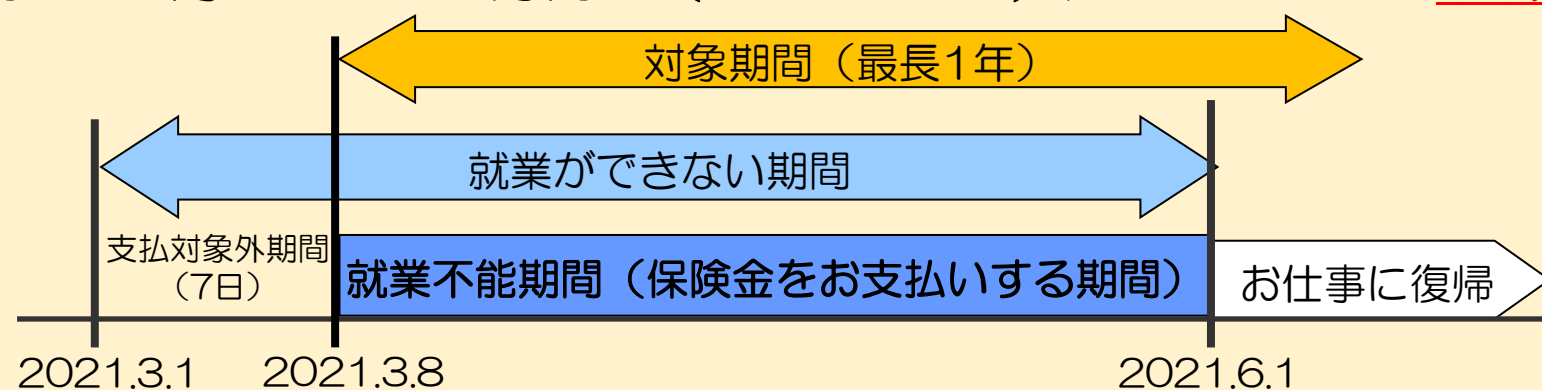 対象期間（最長1年）
就業ができない期間
支払対象外期間
（7日）
就業不能期間（保険金をお支払いする期間）
お仕事に復帰
2021.3.1
2021.3.8
2021.6.1